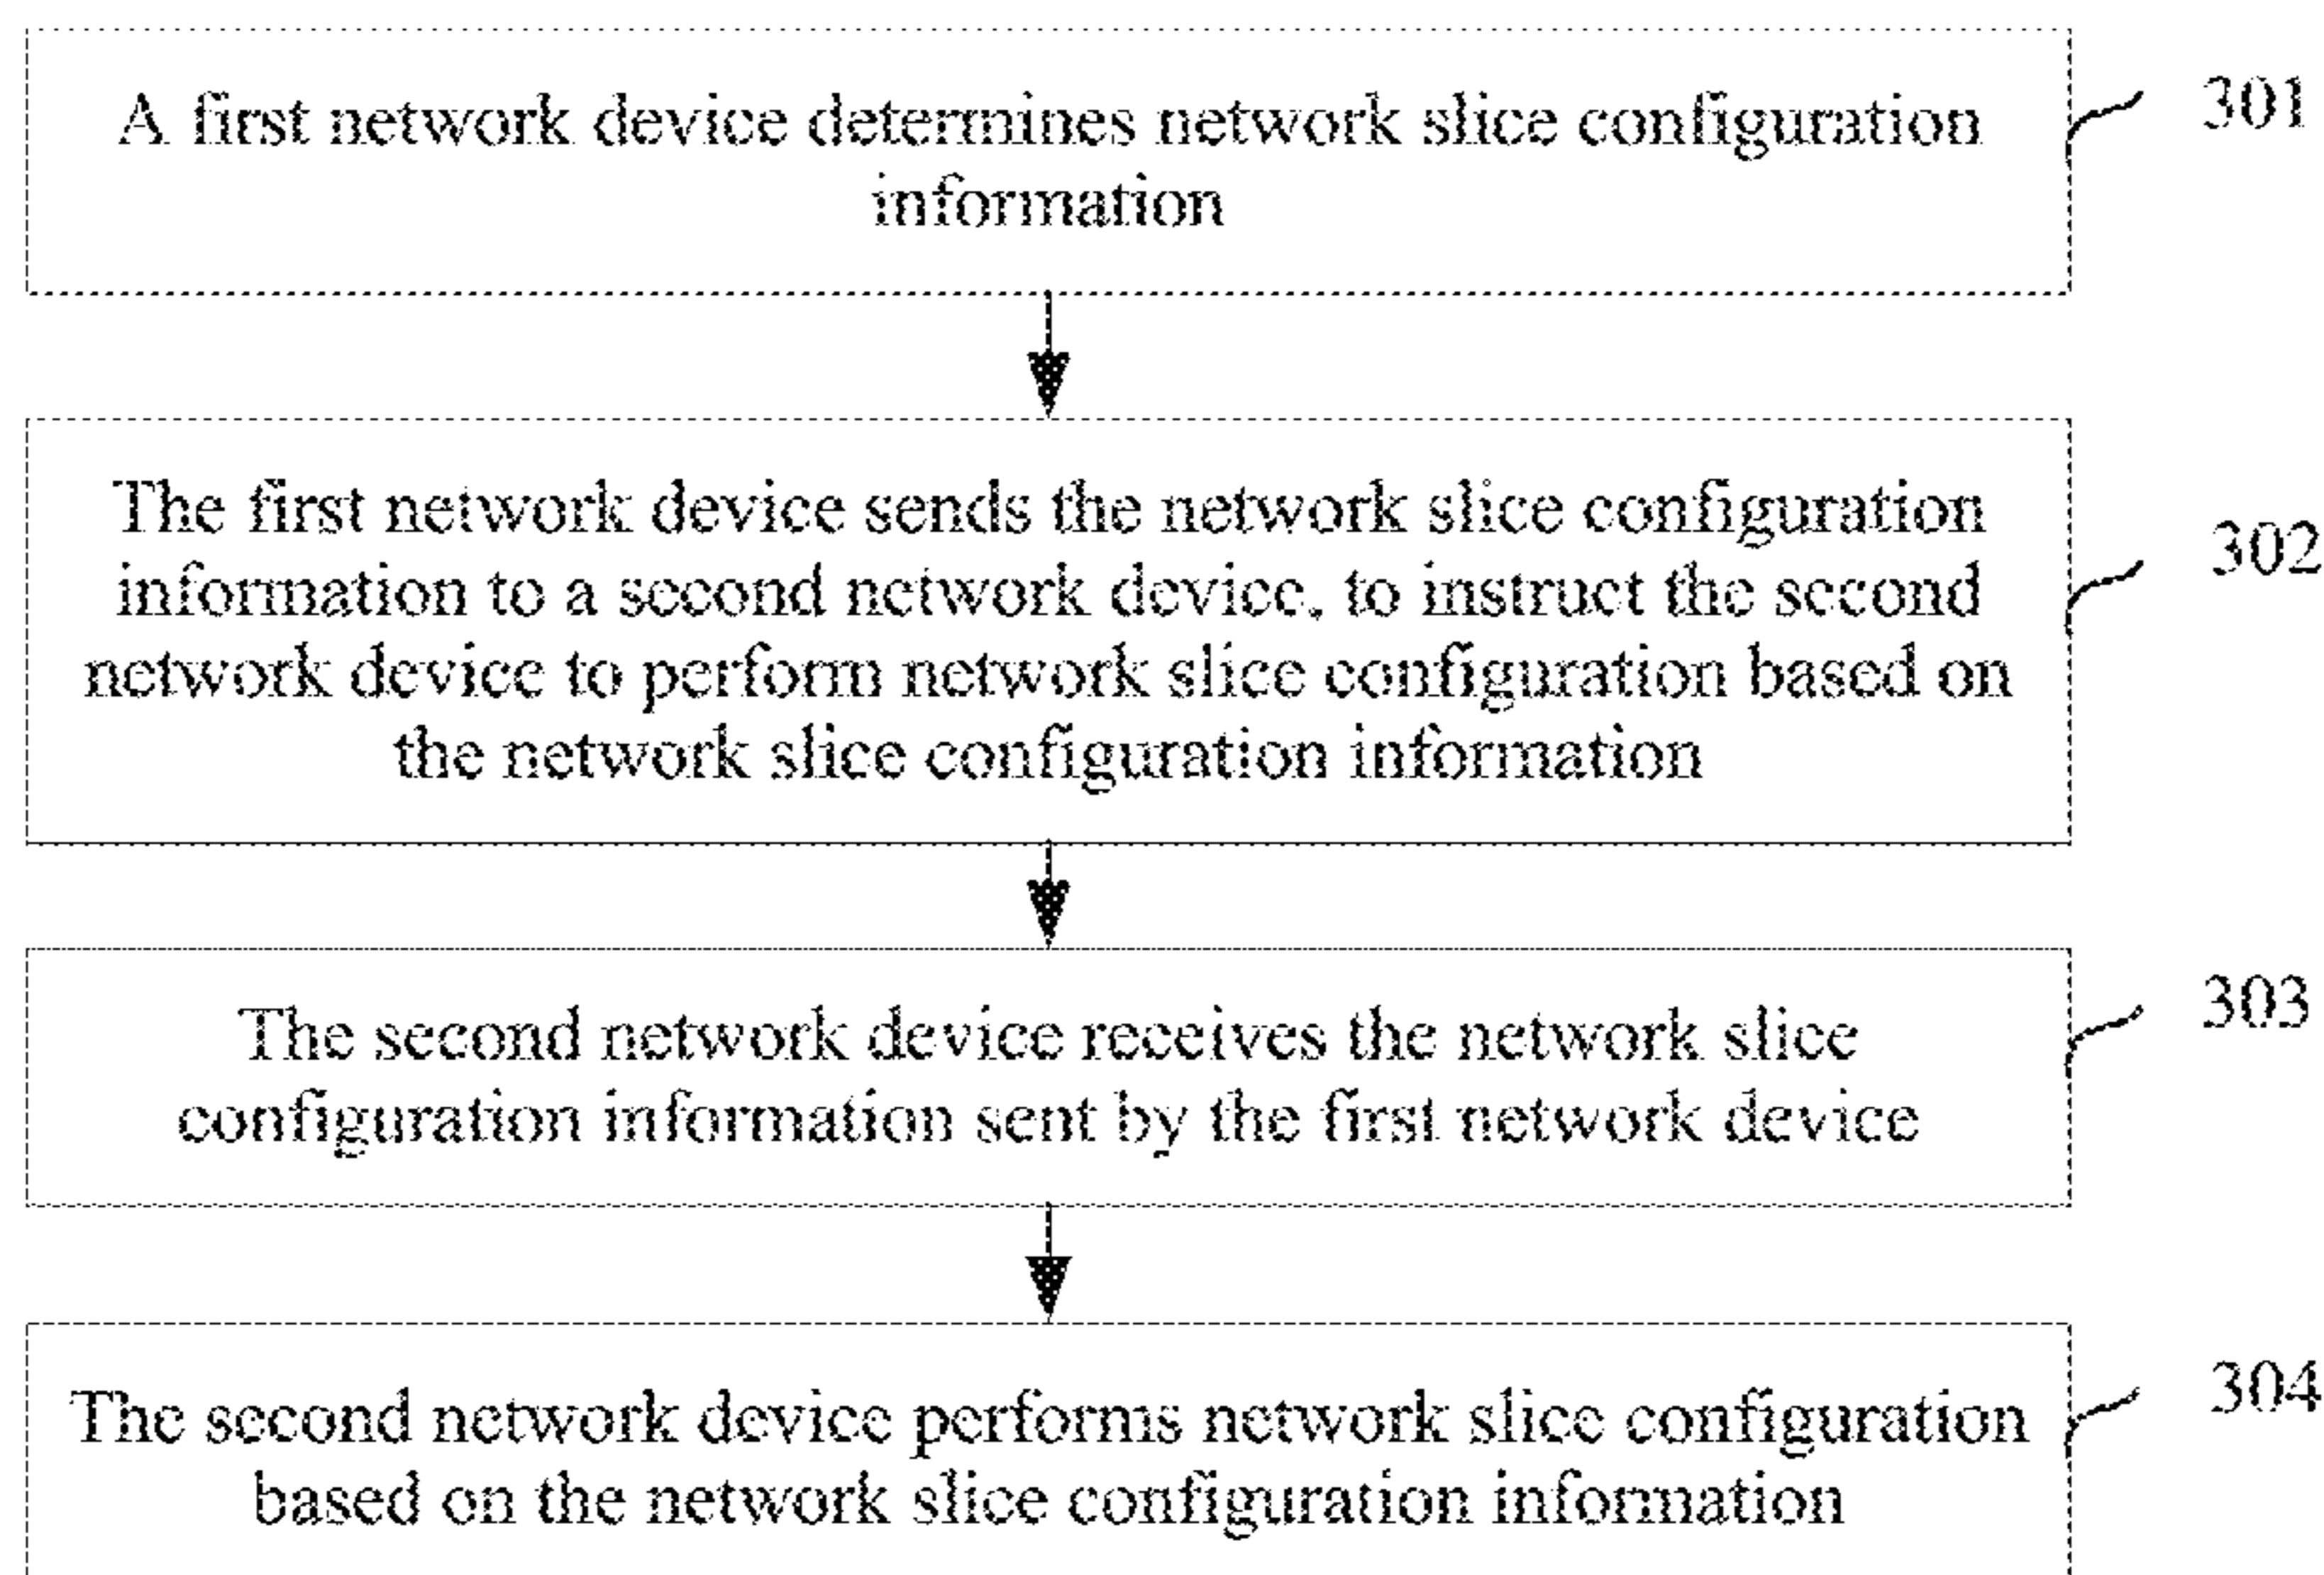 A first network device determines network slice configuration
information
301
The first network device sends the network slice configuration
information to a second network device, to instruct the second
network device to perform network slice configuration based on
the network slice configuration information
302
The second network device receives the network slice
configuration information sent by the first network device
303
The second network device performs network slice configuration
based on the network slice configuration information
304